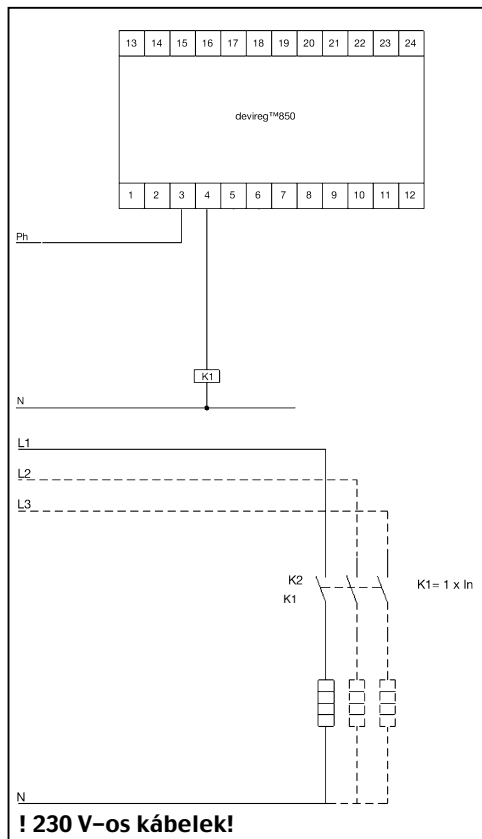 13 14 15 16 17 18 19 20 21 22 23 24
devireg™850
1 2 3 4 5 6 7 8 9 10 11 12
Ph
K1
N
L1
L2
L3
K2
K1
K1= 1 x In
N
! 230 V-os kábelek!